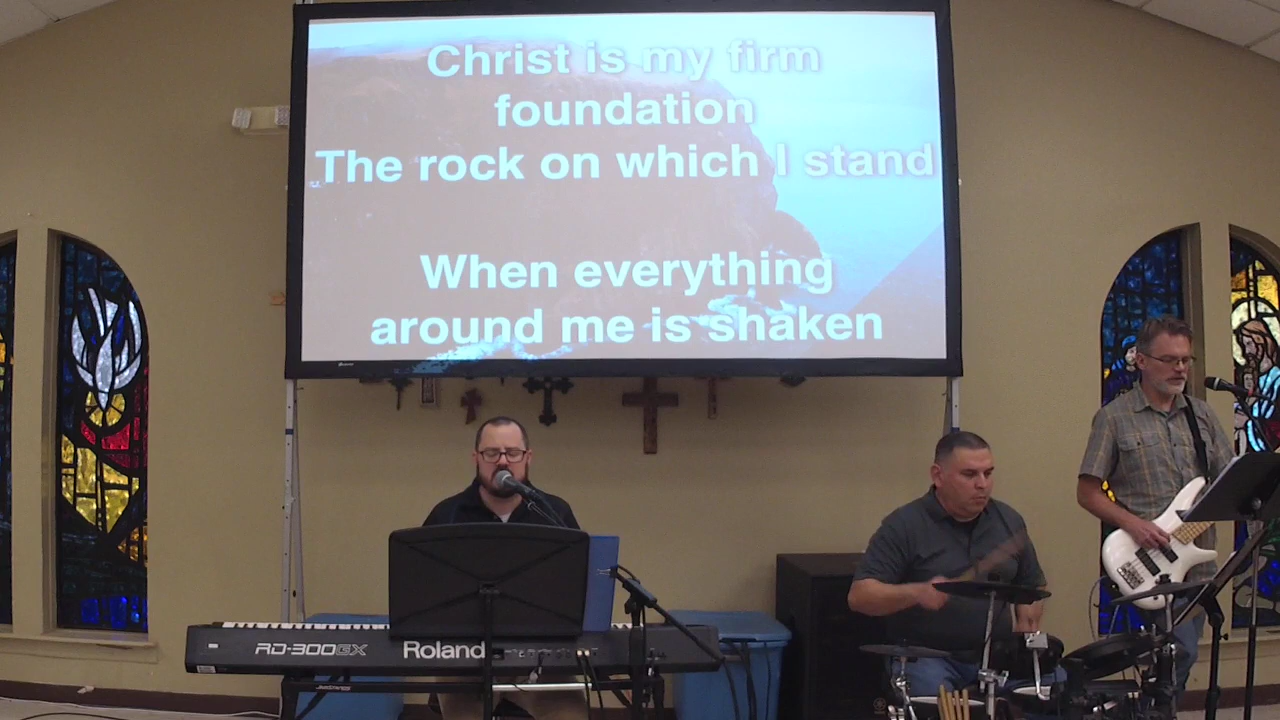 Christ is my firm
foundation
The rock on which I stand
When everything
around me is shaken
RD-300GX
Roland